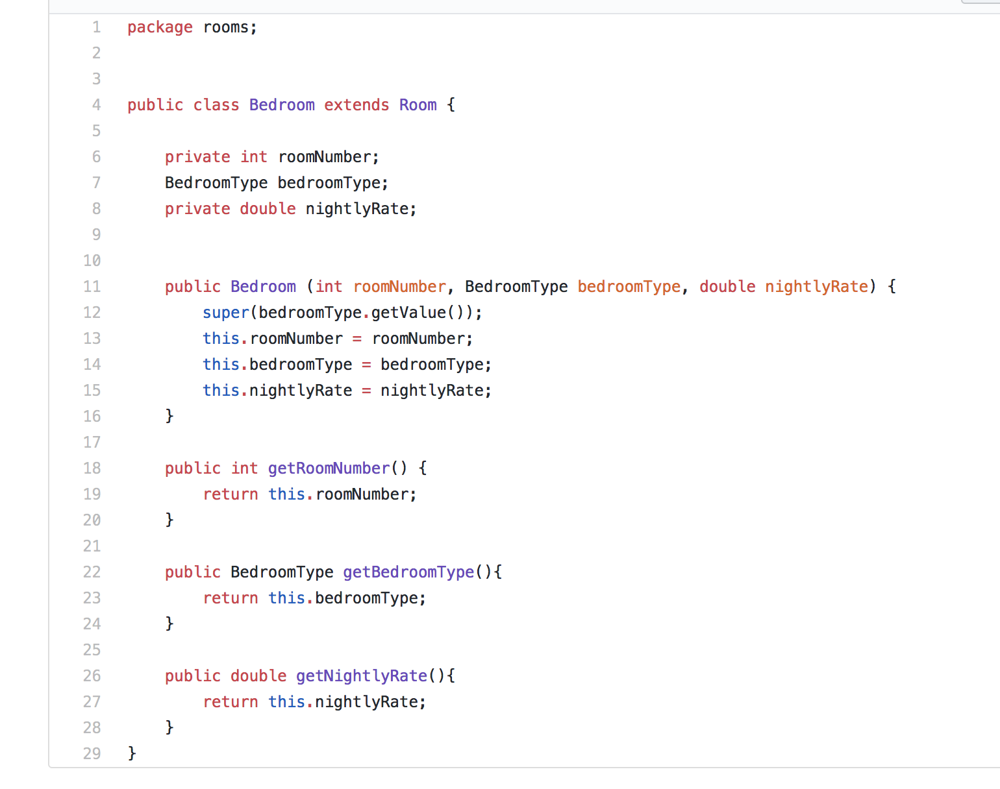 1 package rooms;
2
3
4 public class Bedroom extends Room {
5
6     private int roomNumber;
7     BedroomType bedroomType;
8     private double nightlyRate;
9
10
11     public Bedroom (int roomNumber, BedroomType bedroomType, double nightlyRate) {
12         super(bedroomType.getValue());
13         this.roomNumber = roomNumber;
14         this.bedroomType = bedroomType;
15         this.nightlyRate = nightlyRate;
16     }
17
18     public int getRoomNumber() {
19         return this.roomNumber;
20     }
21
22     public BedroomType getBedroomType(){
23         return this.bedroomType;
24     }
25
26     public double getNightlyRate(){
27         return this.nightlyRate;
28     }
29 }